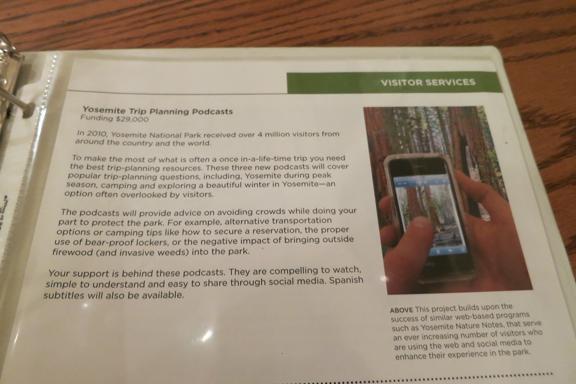 VISITOR SERVICES
Yosemite Trip Planning Podcasts
Funding $29,000
In 2010, Yosemite National Park received over 4 million visitors from
around the country and the world.
To make the most of what is often a once in-a-life-time trip you need
the best trip-planning resources. These three new podcasts will cover
popular trip-planning questions, including, Yosemite during peak
season, camping and exploring a beautiful winter in Yosemite—an
option often overlooked by visitors.
The podcasts will provide advice on avoiding crowds while doing your
part to protect the park. For example, alternative transportation
options or camping tips like how to secure a reservation, the proper
use of bear-proof lockers, or the negative impact of bringing outside
firewood (and invasive weeds) into the park.
Your support is behind these podcasts. They are compelling to watch,
simple to understand and easy to share through social media. Spanish
subtitles will also be available.
ABOVE This project builds upon the
success of similar web-based programs
such as Yosemite Nature Notes, that serve
an ever increasing number of visitors who
are using the web and social media to
enhance their experience in the park.